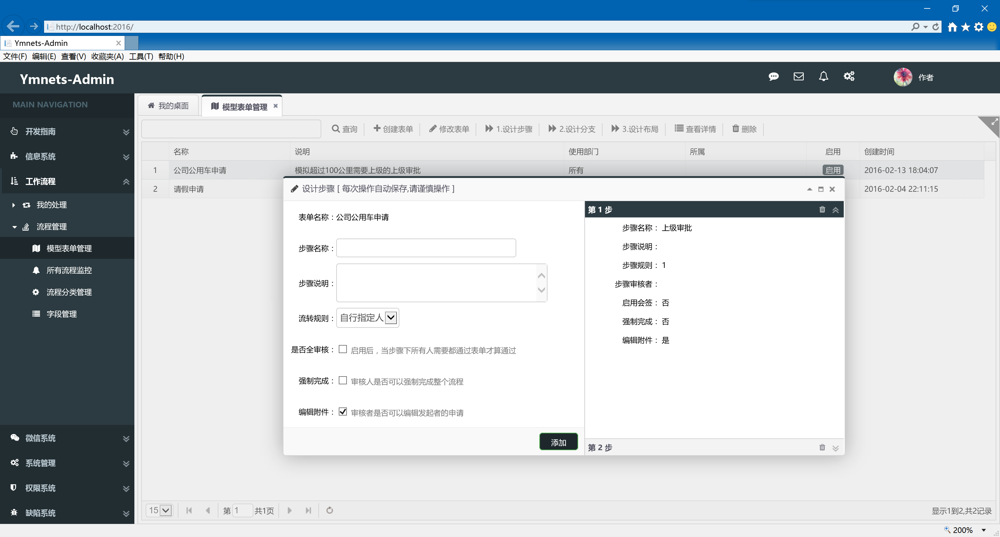 http://localhost:2016/
Ymnets-Admin
文件(F) 编辑(E) 查看(V) 收藏夹(A) 工具(T) 帮助(H)
Ymnets-Admin
作者
MAIN NAVIGATION
开发指南
信息系统
工作流程
我的处理
流程管理
模型表单管理
所有流程监控
流程分类管理
字段管理
微信系统
系统管理
权限系统
缺陷系统
我的桌面 模型表单管理
查询 创建表单 修改表单 1.设计步骤 2.设计分支 3.设计布局 查看详情 删除
名称 说明 使用部门 所属 启用 创建时间
1 公司公用车申请 模拟超过100公里需要上级的上级审批 所有 启用 2016-02-13 18:04:07
2 请假申请 2016-02-04 22:11:15
设计步骤 [ 每次操作自动保存,请谨慎操作 ]
表单名称：公司公用车申请
步骤名称：
步骤说明：
流转规则：自行指定人
是否全审核： 启用后，当步骤下所有人需要都通过表单才算通过
强制完成： 审核人是否可以强制完成整个流程
编辑附件： 审核者是否可以编辑发起者的申请
添加
第 1 步
步骤名称： 上级审批
步骤说明：
步骤规则： 1
步骤审核者：
启用会签： 否
强制完成： 否
编辑附件： 是
第 2 步
15 第 1 共1页
显示1到2,共2记录
200%